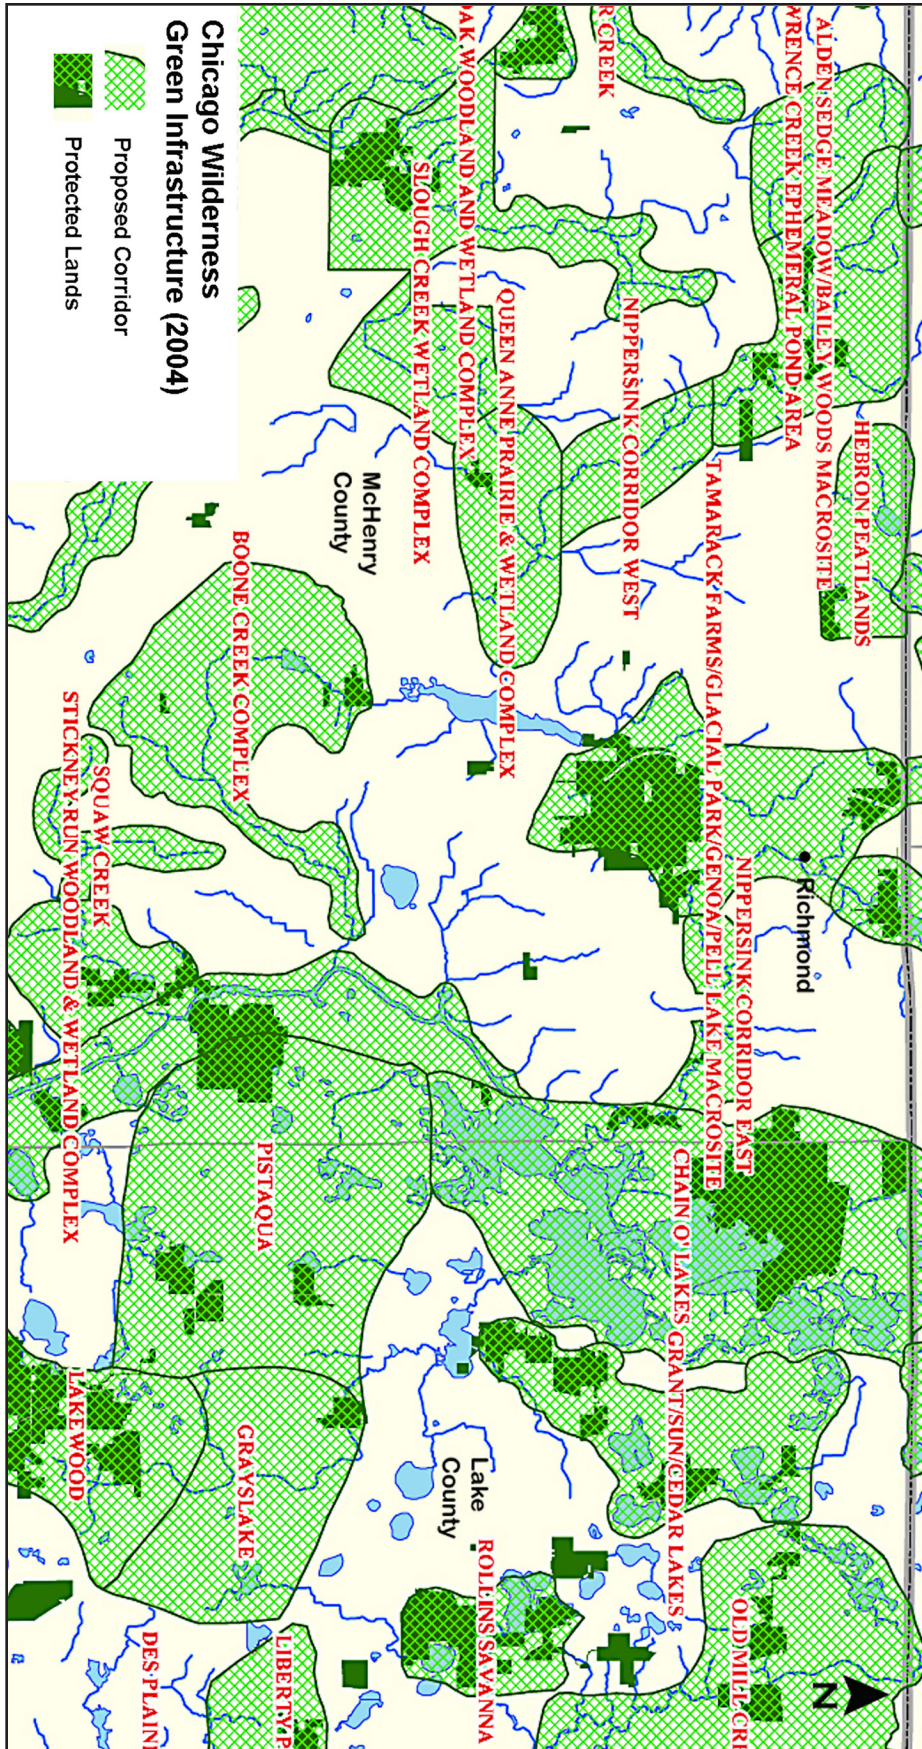 ALDEN SEDGE MEADOW/BAILEY WOODS MACROSITE
WRENCE CREEK EPHEMERAL POND AREA
HEBRON PEATLANDS
R CREEK
NIPPERSINK CORRIDOR WEST
TAMARACK FARMS/GLACIAL PARK/GENOA/PELL LAKE MACROSITE
Richmond
NIPPERSINK CORRIDOR EAST
CHAIN O' LAKES
GRANT/SUN/CEDAR LAKES
OLD MILL CRE
N
OAK WOODLAND AND WETLAND COMPLEX
QUEEN ANNE PRAIRIE & WETLAND COMPLEX
SLOUGH CREEK WETLAND COMPLEX
McHenry
County
Lake
County
ROLLINS SAVANNA
BOONE CREEK COMPLEX
PISTAQUA
GRAYSLAKE
LIBERTY P
DES PLAIN
SQUAW CREEK
STICKNEY RUN WOODLAND & WETLAND COMPLEX
LAKEWOOD
Chicago Wilderness
Green Infrastructure (2004)
Proposed Corridor
Protected Lands